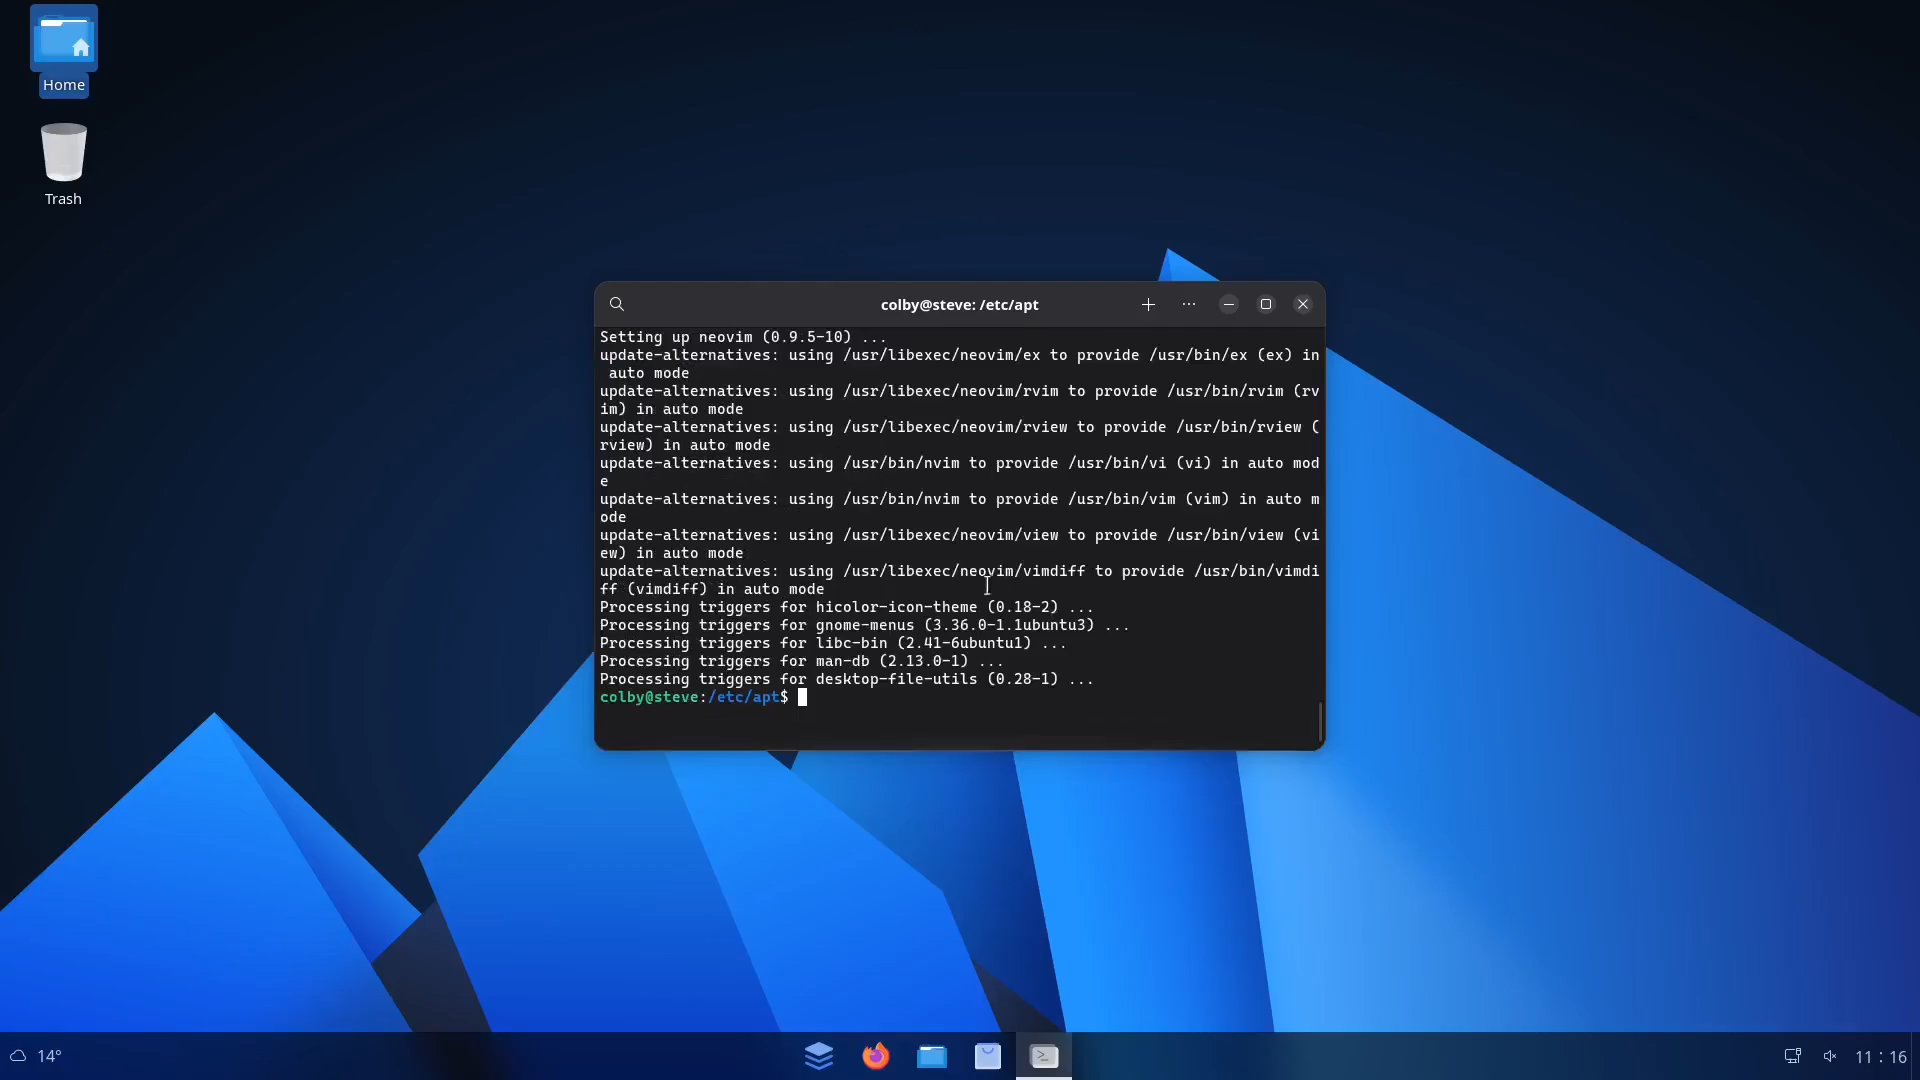 Home
Trash
colby@steve: /etc/apt
Setting up neovim (0.9.5-10) ...
update-alternatives: using /usr/libexec/neovim/ex to provide /usr/bin/ex (ex) in
 auto mode
update-alternatives: using /usr/libexec/neovim/rvim to provide /usr/bin/rvim (rv
im) in auto mode
update-alternatives: using /usr/libexec/neovim/rview to provide /usr/bin/rview (
rview) in auto mode
update-alternatives: using /usr/bin/nvim to provide /usr/bin/vi (vi) in auto mod
e
update-alternatives: using /usr/bin/nvim to provide /usr/bin/vim (vim) in auto m
ode
update-alternatives: using /usr/libexec/neovim/view to provide /usr/bin/view (vi
ew) in auto mode
update-alternatives: using /usr/libexec/neovim/vimdiff to provide /usr/bin/vimdi
ff (vimdiff) in auto mode
Processing triggers for hicolor-icon-theme (0.18-2) ...
Processing triggers for gnome-menus (3.36.0-1.1ubuntu3) ...
Processing triggers for libc-bin (2.41-6ubuntu1) ...
Processing triggers for man-db (2.13.0-1) ...
Processing triggers for desktop-file-utils (0.28-1) ...
colby@steve:/etc/apt$
14°
11 : 16